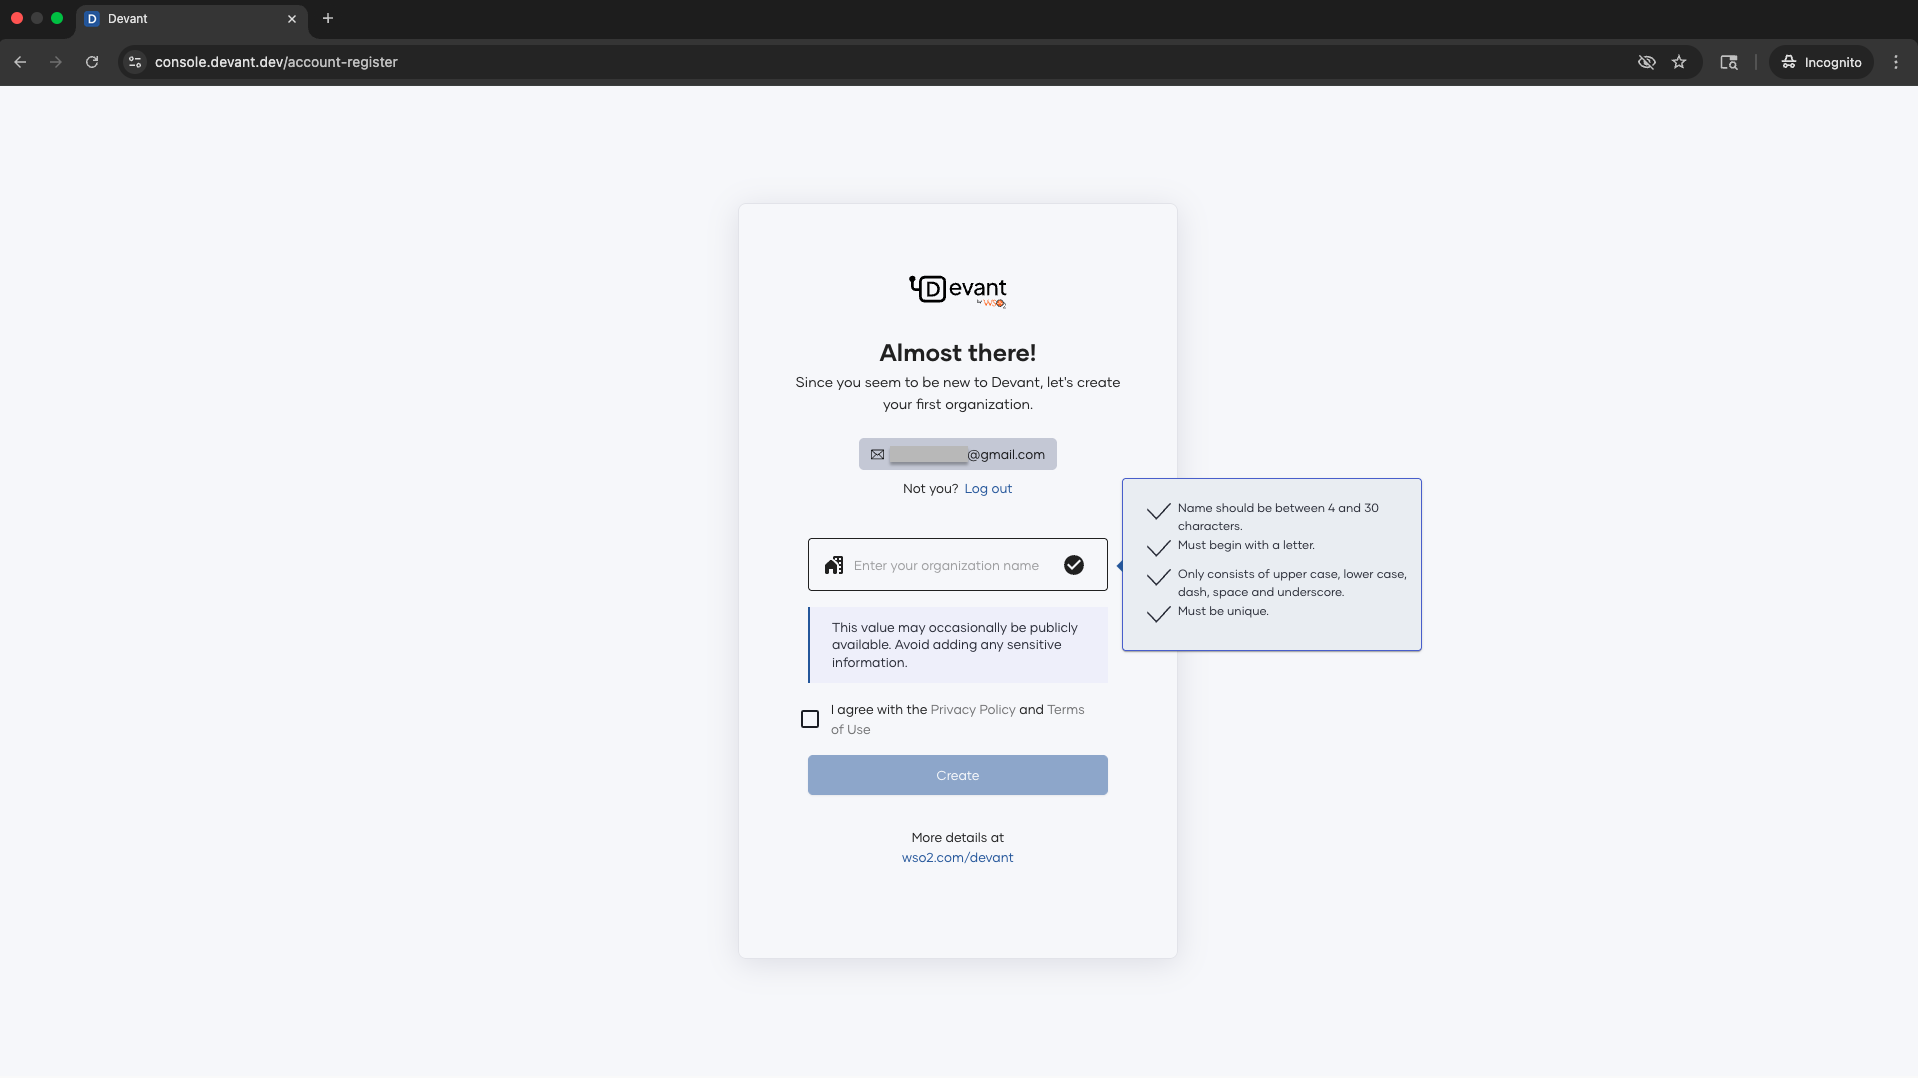 D Devant
console.devant.dev/account-register
Incognito
Devant
by WSO2
Almost there!
Since you seem to be new to Devant, let's create
your first organization.
@gmail.com
Not you? Log out
Enter your organization name
Name should be between 4 and 30
characters.
Must begin with a letter.
Only consists of upper case, lower case,
dash, space and underscore.
Must be unique.
This value may occasionally be publicly
available. Avoid adding any sensitive
information.
I agree with the Privacy Policy and Terms
of Use
Create
More details at
wso2.com/devant